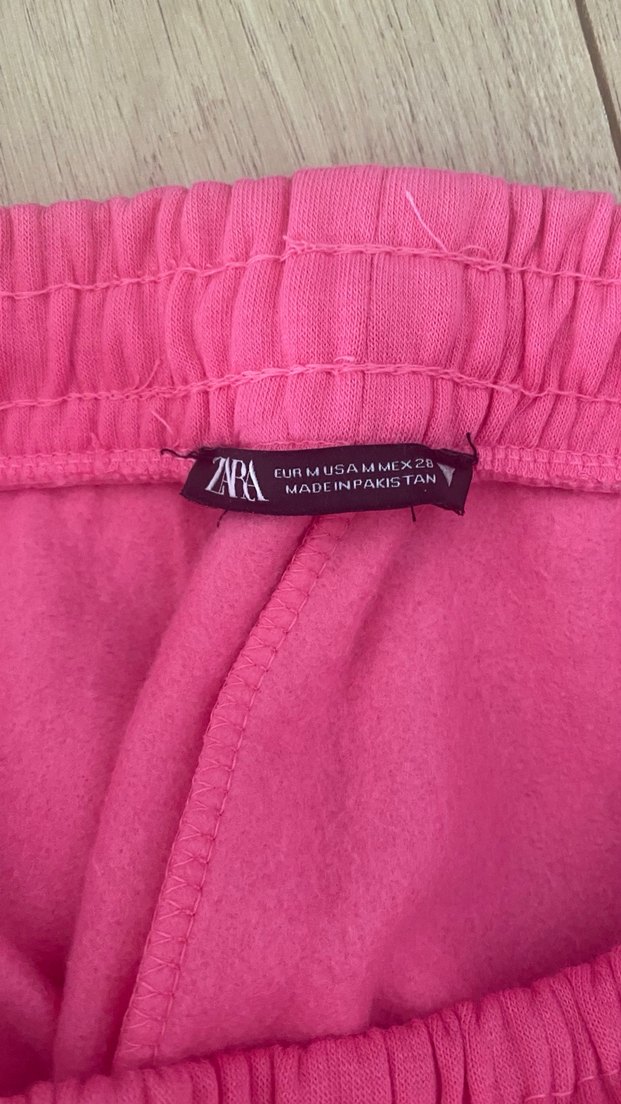 ZARA
EUR M USA M MEX 28
MADE IN PAKISTAN